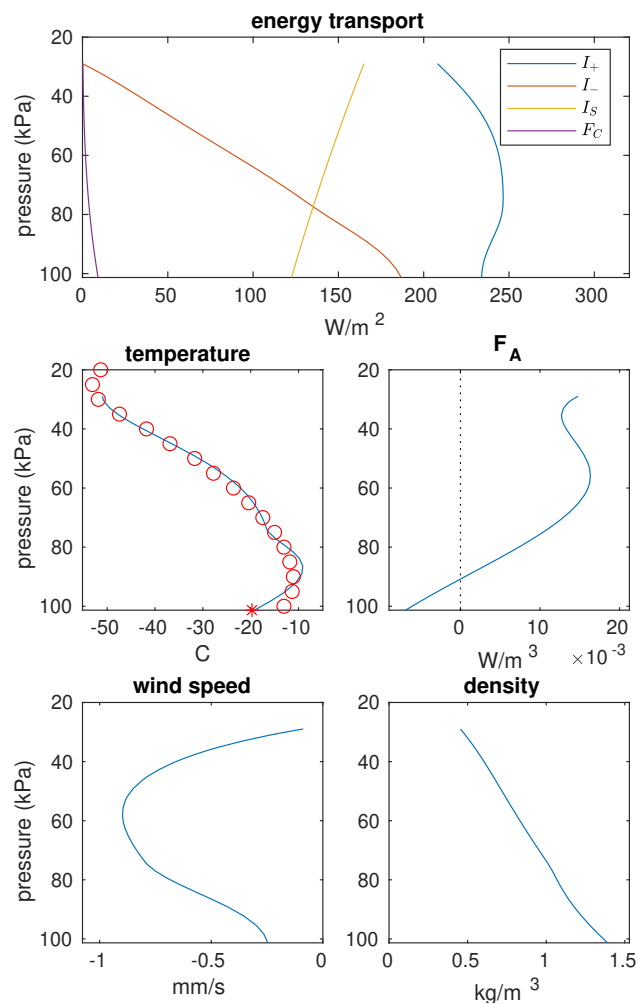 energy transport
pressure (kPa)
20
40
60
80
100
0
50
100
150
200
250
300
W/m 2
I+
I−
IS
FC
temperature
pressure (kPa)
20
40
60
80
100
-50
-40
-30
-20
-10
C
FA
20
40
60
80
100
0
10
20
W/m 3
×10 -3
wind speed
pressure (kPa)
20
40
60
80
100
-1
-0.5
0
mm/s
density
20
40
60
80
100
0
0.5
1
1.5
kg/m 3